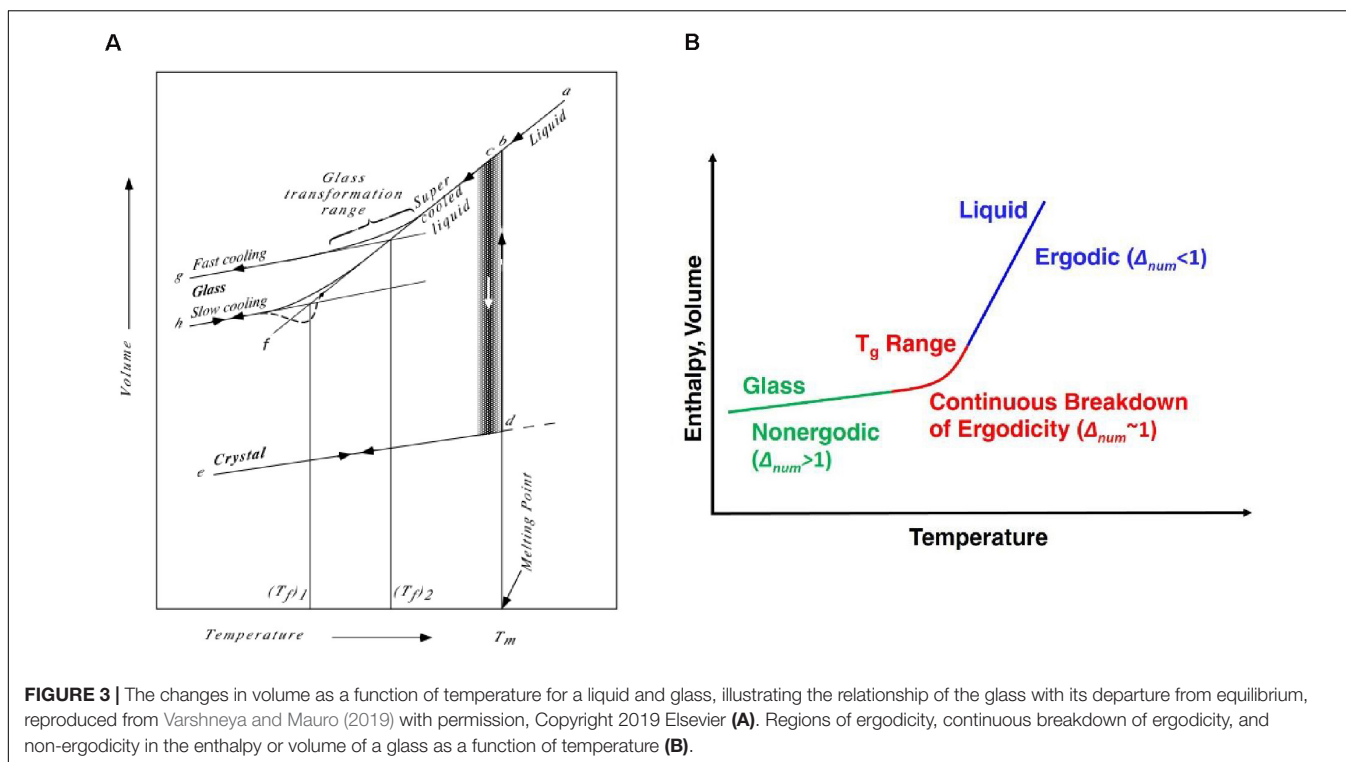 A
a
Liquid
b
c
Glass
transformation
range
Super
cooled
liquid
Fast cooling
g
Glass
Slow cooling
h
f
Volume
d
Crystal
e
Melting Point
(Tf)1
(Tf)2
Temperature
Tm
B
Enthalpy, Volume
Liquid
Ergodic (Δnum<1)
Tg Range
Glass
Continuous Breakdown
of Ergodicity (Δnum~1)
Nonergodic
(Δnum>1)
Temperature
FIGURE 3 | The changes in volume as a function of temperature for a liquid and glass, illustrating the relationship of the glass with its departure from equilibrium,
reproduced from Varshneya and Mauro (2019) with permission, Copyright 2019 Elsevier (A). Regions of ergodicity, continuous breakdown of ergodicity, and
non-ergodicity in the enthalpy or volume of a glass as a function of temperature (B).